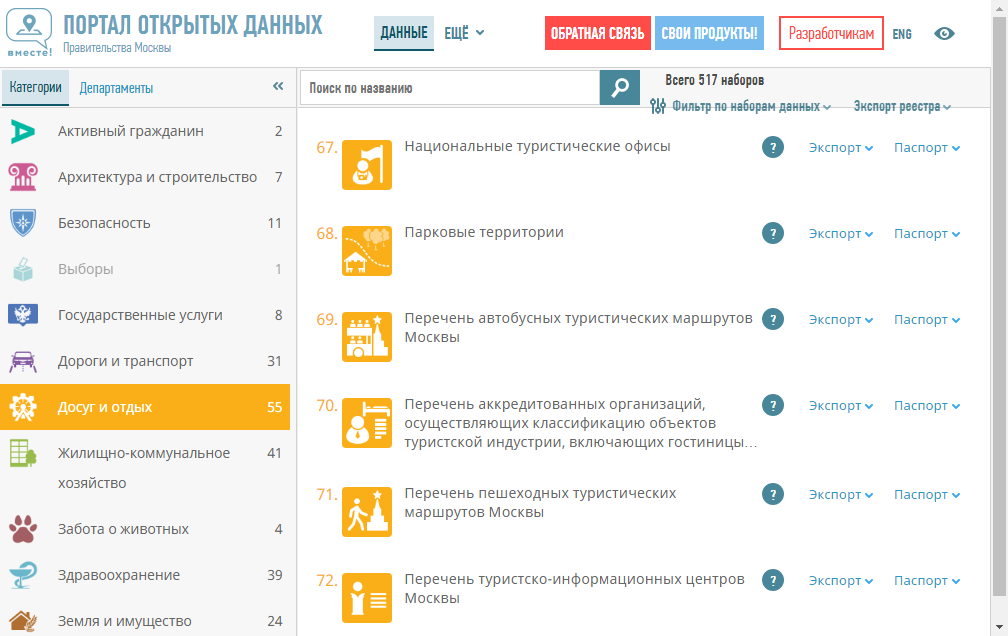 ПОРТАЛ ОТКРЫТЫХ ДАННЫХ
Правительства Москвы
вместе!
ДАННЫЕ
ЕЩЁ
ОБРАТНАЯ СВЯЗЬ
СВОИ ПРОДУКТЫ!
Разработчикам
ENG
Категории
Департаменты
«
Поиск по названию
Всего 517 наборов
Фильтр по наборам данных
Экспорт реестра
Активный гражданин 2
Архитектура и строительство 7
Безопасность 11
Выборы 1
Государственные услуги 8
Дороги и транспорт 31
Досуг и отдых 55
Жилищно-коммунальное 41
хозяйство
Забота о животных 4
Здравоохранение 39
Земля и имущество 24
67. Национальные туристические офисы ? Экспорт Паспорт
68. Парковые территории ? Экспорт Паспорт
69. Перечень автобусных туристических маршрутов ? Экспорт Паспорт
Москвы
70. Перечень аккредитованных организаций, ? Экспорт Паспорт
осуществляющих классификацию объектов
туристской индустрии, включающих гостиницы...
71. Перечень пешеходных туристических ? Экспорт Паспорт
маршрутов Москвы
72. Перечень туристско-информационных центров ? Экспорт Паспорт
Москвы